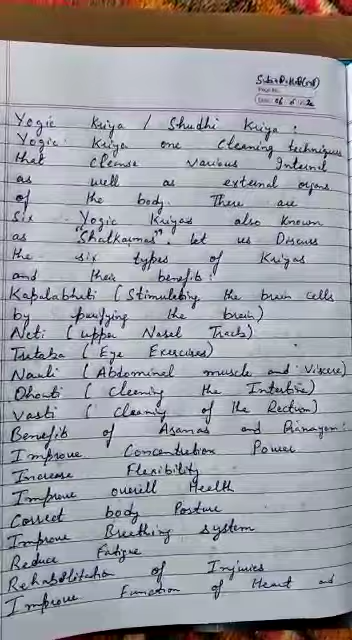 Page No.
Date: 06
Yogic Kriya / Shudhi Kriya :
Yogic Kriya are Cleaning techniques
that cleanse various Internal
as well as external organs
of the body. There are
Six Yogic Kriyas also known
as "Shatkarmas". Let us Discuss
the six types of Kriyas
and their benefits:
Kapalabhati (Stimulating the brain cells
by purifying the brain)
Neti (upper Nasal Tracts)
Trataka (Eye Exercises)
Nauli (Abdominal muscle and Viscera)
Dhouti (Cleaning the Intestine)
Vasti (Cleaning of the Rectum)
Benefits of Asanas and Pranayam:
Improve Concentration Power
Increase Flexibility
Improve overall Health
Correct body Posture
Improve Breathing system
Reduce Fatigue
Rehabilitation of Injuries
Improve Function of Heart and